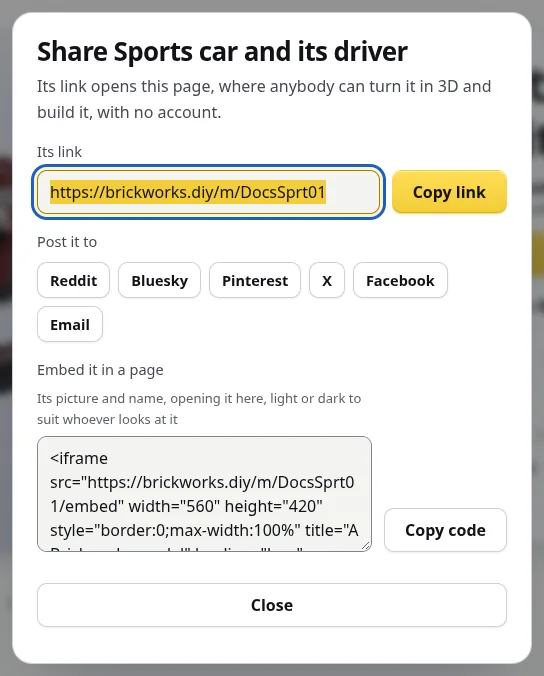 Share Sports car and its driver
Its link opens this page, where anybody can turn it in 3D and
build it, with no account.
Its link
https://brickworks.diy/m/DocsSprt01
Copy link
Post it to
Reddit
Bluesky
Pinterest
X
Facebook
Email
Embed it in a page
Its picture and name, opening it here, light or dark to
suit whoever looks at it
<iframe
src="https://brickworks.diy/m/DocsSprt0
1/embed" width="560" height="420"
style="border:0;max-width:100%" title="A
Copy code
Close